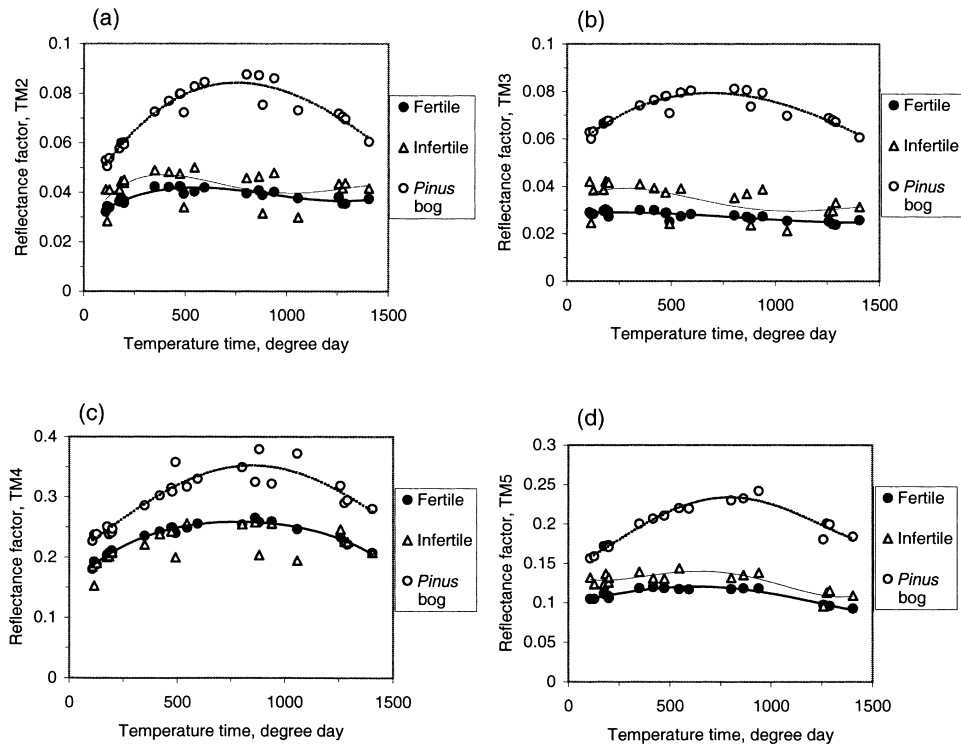 (a)
0.1
0.08
0.06
0.04
0.02
0
0
500
1000
1500
Reflectance factor, TM2
Temperature time, degree day
Fertile
Infertile
Pinus
bog
(b)
0.1
0.08
0.06
0.04
0.02
0
0
500
1000
1500
Reflectance factor, TM3
Temperature time, degree day
Fertile
Infertile
Pinus
bog
(c)
0.4
0.3
0.2
0.1
0
0
500
1000
1500
Reflectance factor, TM4
Temperature time, degree day
Fertile
Infertile
Pinus
bog
(d)
0.3
0.25
0.2
0.15
0.1
0.05
0
0
500
1000
1500
Reflectance factor, TM5
Temperature time, degree day
Fertile
Infertile
Pinus
bog